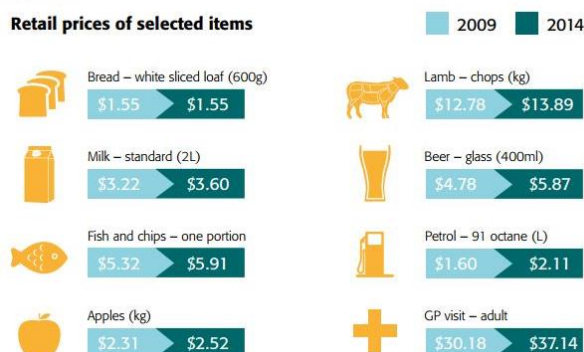 Retail prices of selected items
2009 2014
Bread – white sliced loaf (600g)
$1.55 $1.55
Lamb – chops (kg)
$12.78 $13.89
Milk – standard (2L)
$3.22 $3.60
Beer – glass (400ml)
$4.78 $5.87
Fish and chips – one portion
$5.32 $5.91
Petrol – 91 octane (L)
$1.60 $2.11
Apples (kg)
$2.31 $2.52
GP visit – adult
$30.18 $37.14